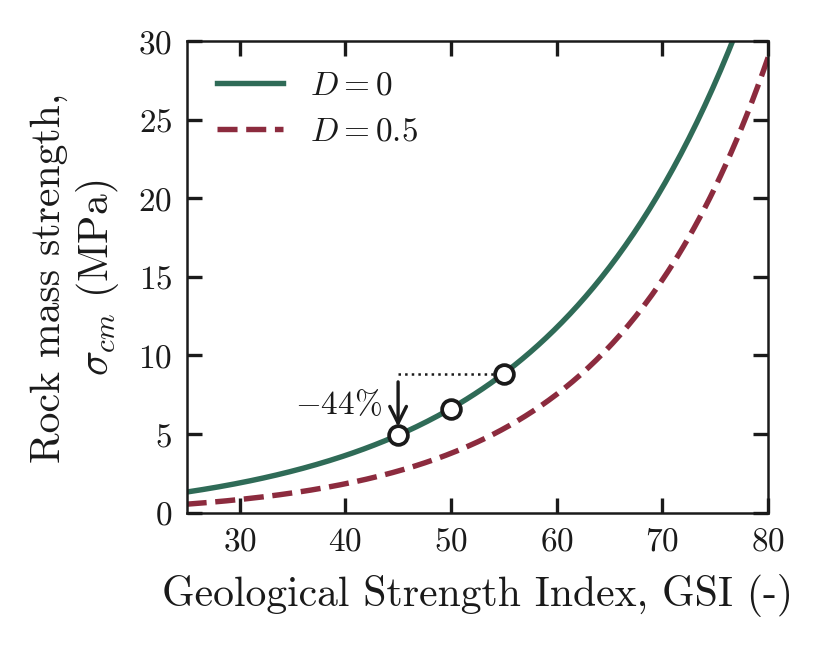 Rock mass strength,
σ_cm (MPa)
30
25
20
15
10
5
0
D = 0
D = 0.5
−44%
30 40 50 60 70 80
Geological Strength Index, GSI (-)